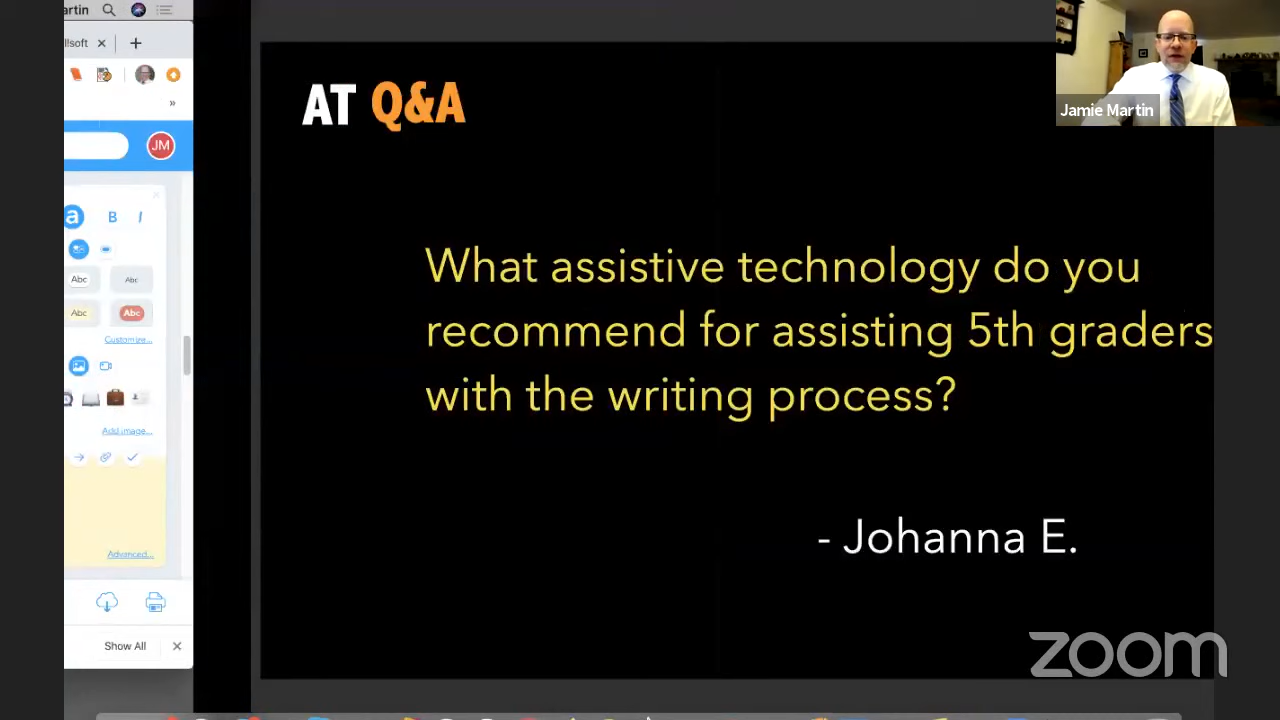 artin
llsoft
JM
a B I
Abc Abc
Abc Abc
Customize...
Add image...
Advanced...
Show All
AT Q&A
What assistive technology do you
recommend for assisting 5th graders
with the writing process?
- Johanna E.
Jamie Martin
zoom